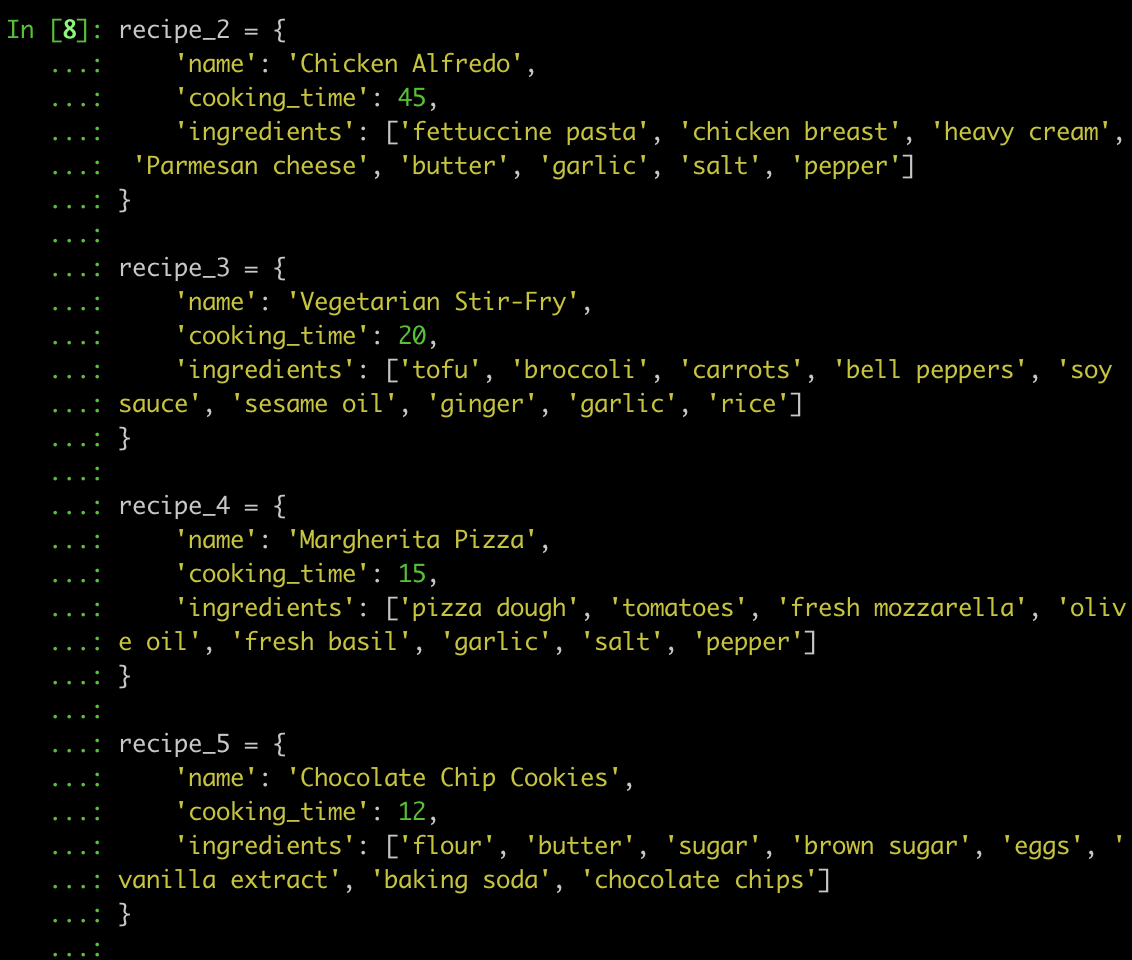 In [8]: recipe_2 = {
   ...:     'name': 'Chicken Alfredo',
   ...:     'cooking_time': 45,
   ...:     'ingredients': ['fettuccine pasta', 'chicken breast', 'heavy cream',
   ...:  'Parmesan cheese', 'butter', 'garlic', 'salt', 'pepper']
   ...: }
   ...:
   ...: recipe_3 = {
   ...:     'name': 'Vegetarian Stir-Fry',
   ...:     'cooking_time': 20,
   ...:     'ingredients': ['tofu', 'broccoli', 'carrots', 'bell peppers', 'soy
   ...: sauce', 'sesame oil', 'ginger', 'garlic', 'rice']
   ...: }
   ...:
   ...: recipe_4 = {
   ...:     'name': 'Margherita Pizza',
   ...:     'cooking_time': 15,
   ...:     'ingredients': ['pizza dough', 'tomatoes', 'fresh mozzarella', 'oliv
   ...: e oil', 'fresh basil', 'garlic', 'salt', 'pepper']
   ...: }
   ...:
   ...: recipe_5 = {
   ...:     'name': 'Chocolate Chip Cookies',
   ...:     'cooking_time': 12,
   ...:     'ingredients': ['flour', 'butter', 'sugar', 'brown sugar', 'eggs', '
   ...: vanilla extract', 'baking soda', 'chocolate chips']
   ...: }
   ...: